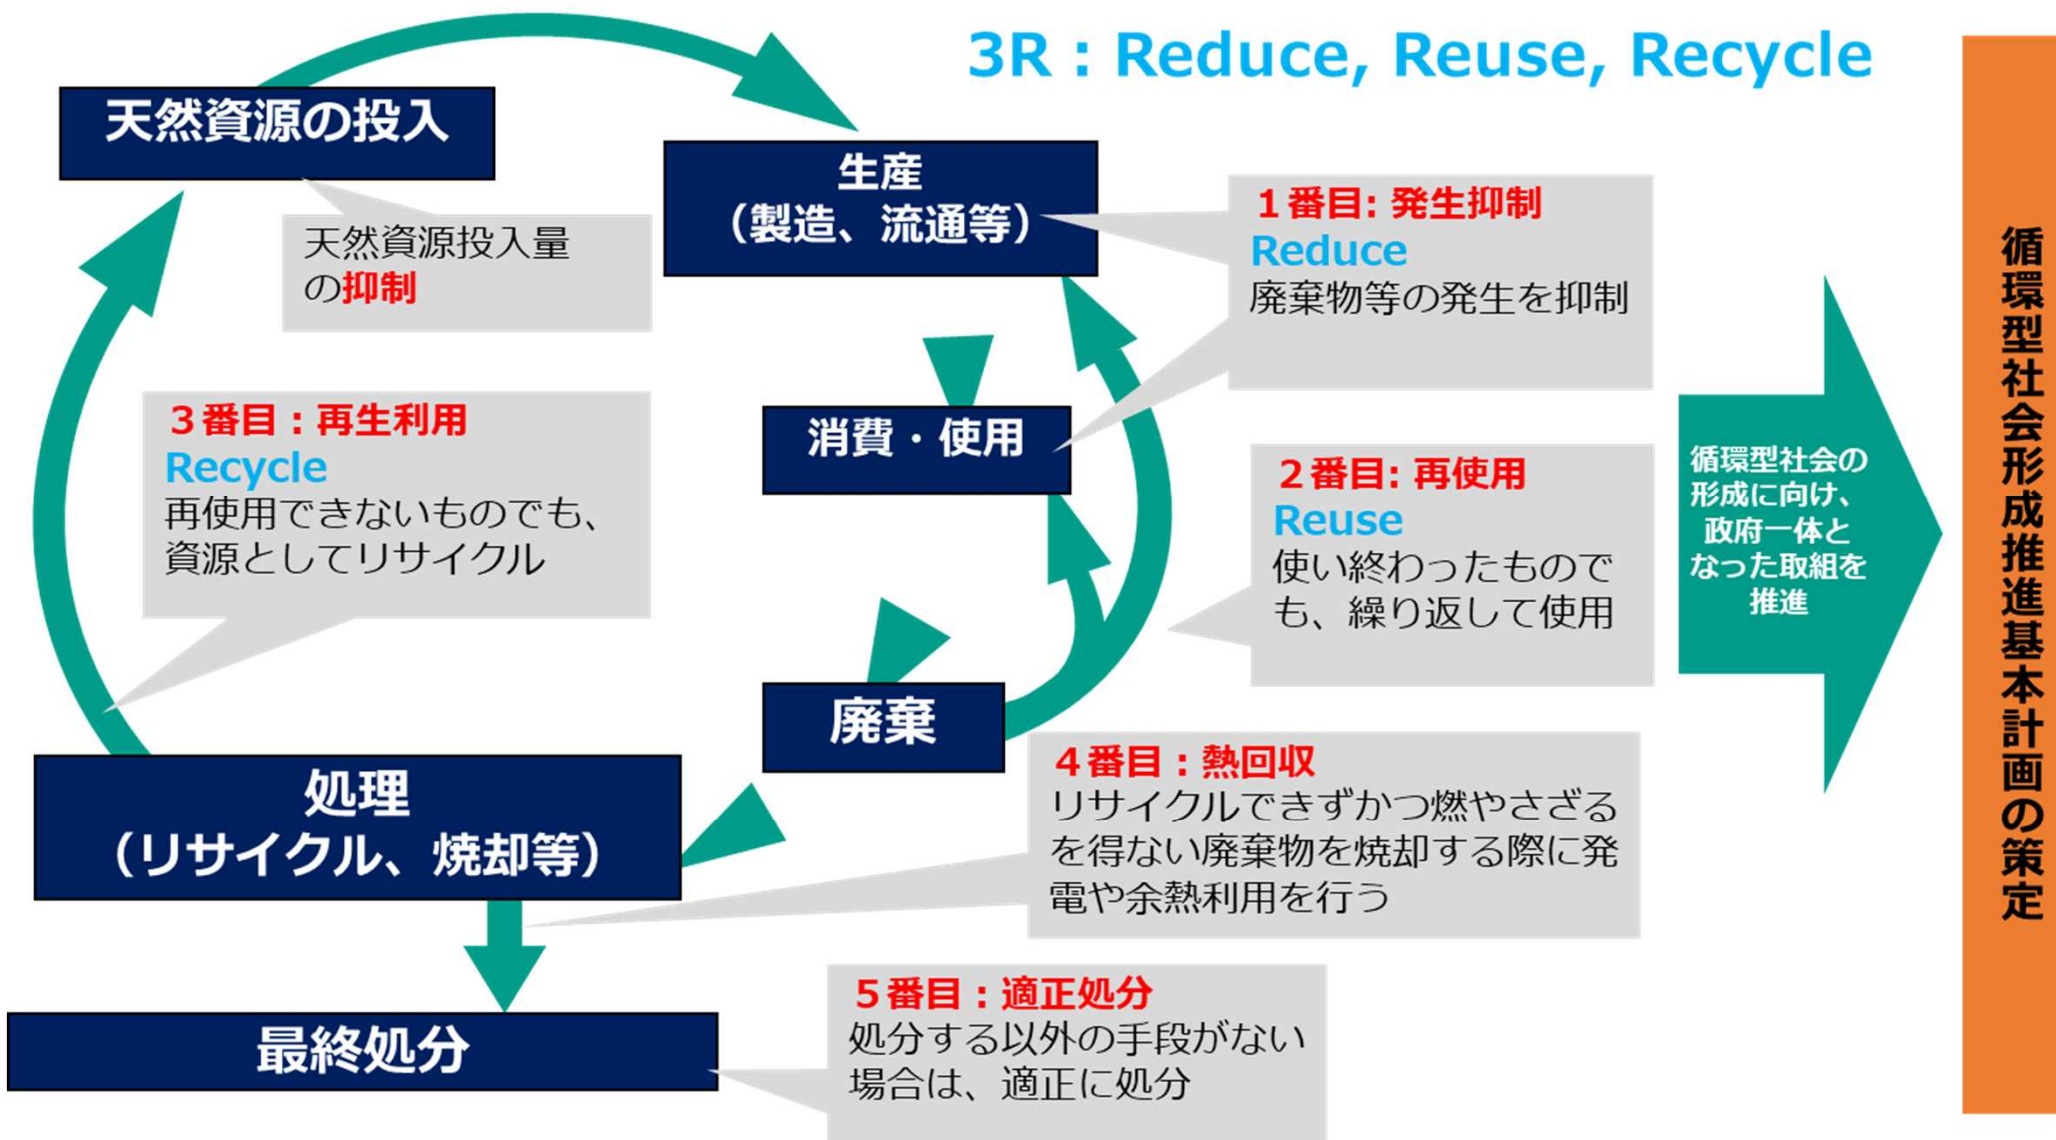 3R：Reduce, Reuse, Recycle
天然資源の投入
天然資源投入量
の抑制
生産
（製造、流通等）
１番目: 発生抑制
Reduce
廃棄物等の発生を抑制
消費・使用
２番目: 再使用
Reuse
使い終わったもので
も、繰り返して使用
３番目：再生利用
Recycle
再使用できないものでも、
資源としてリサイクル
廃棄
処理
（リサイクル、焼却等）
４番目：熱回収
リサイクルできずかつ燃やさざる
を得ない廃棄物を焼却する際に発
電や余熱利用を行う
最終処分
５番目：適正処分
処分する以外の手段がない
場合は、適正に処分
循環型社会の
形成に向け、
政府一体と
なった取組を
推進
循環型社会形成推進基本計画の策定